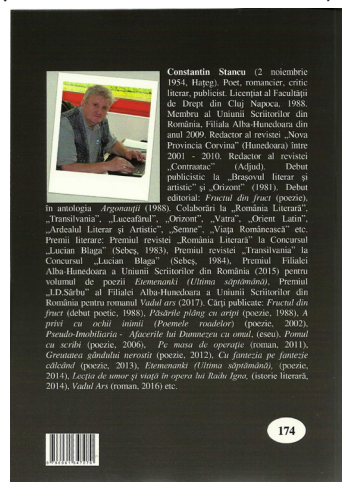 Constantin Stancu (2 noiembrie
1954, Hațeg). Poet, romancier, critic
literar, publicist. Licențiat al Facultății
de Drept din Cluj Napoca, 1988.
Membru al Uniunii Scriitorilor din
România, Filiala Alba-Hunedoara din
anul 2009. Redactor al revistei „Nova
Provincia Corvina” (Hunedoara) între
2001 - 2010. Redactor al revistei
„Contraatac” (Adjud). Debut
publicistic la „Brașovul literar și
artistic” și „Orizont” (1981). Debut
editorial: Fructul din fruct (poezie),
în antologia Argonauții (1988). Colaborări la „România Literară”,
„Transilvania”, „Luceafărul”, „Orizont”, „Vatra”, „Orient Latin”,
„Ardealul Literar și Artistic”, „Semne”, „Viața Românească” etc.
Premii literare: Premiul revistei „România Literară” la Concursul
„Lucian Blaga” (Sebeș, 1983), Premiul revistei „Transilvania” la
Concursul „Lucian Blaga” (Sebeș, 1984), Premiul Filialei
Alba-Hunedoara a Uniunii Scriitorilor din România (2015) pentru
volumul de poezii Etemenanki (Ultima săptămână), Premiul
„I.D.Sârbu” al Filialei Alba-Hunedoara a Uniunii Scriitorilor din
România pentru romanul Vadul ars (2017). Cărți publicate: Fructul din
fruct (debut poetic, 1988), Păsările plâng cu aripi (poezie, 1988), A
privi cu ochii inimii (Poemele roadelor) (poezie, 2002),
Pseudo-Imobiliaria - Afacerile lui Dumnezeu cu omul, (eseu). Pomul
cu scribi (poezie, 2006), Pe masa de operație (roman, 2011),
Greutatea gândului nerostit (poezie, 2012), Cu fantezia pe fantezie
călcând (poezie, 2013), Etemenanki (Ultima săptămână), (poezie,
2014), Lecția de umor și viață în opera lui Radu Igna, (istorie literară,
2014), Vadul Ars (roman, 2016) etc.
174